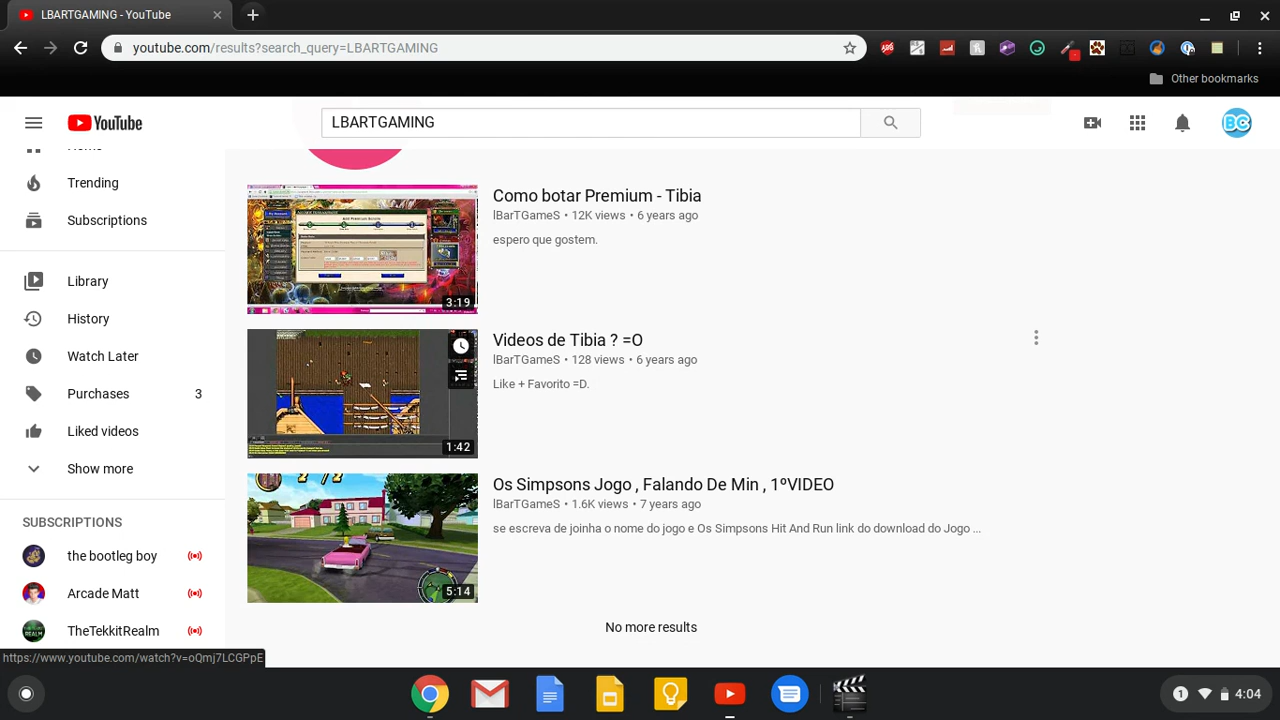 LBARTGAMING - YouTube
youtube.com/results?search_query=LBARTGAMING
Other bookmarks
YouTube
LBARTGAMING
Trending
Subscriptions
Library
History
Watch Later
Purchases 3
Liked videos
Show more
SUBSCRIPTIONS
the bootleg boy
Arcade Matt
TheTekkitRealm
https://www.youtube.com/watch?v=oQmj7LCGPpE
3:19
Como botar Premium - Tibia
lBarTGameS • 12K views • 6 years ago
espero que gostem.
1:42
Videos de Tibia ? =O
lBarTGameS • 128 views • 6 years ago
Like + Favorito =D.
5:14
Os Simpsons Jogo , Falando De Min , 1ºVIDEO
lBarTGameS • 1.6K views • 7 years ago
se escreva de joinha o nome do jogo e Os Simpsons Hit And Run link do download do Jogo ...
No more results
1 4:04